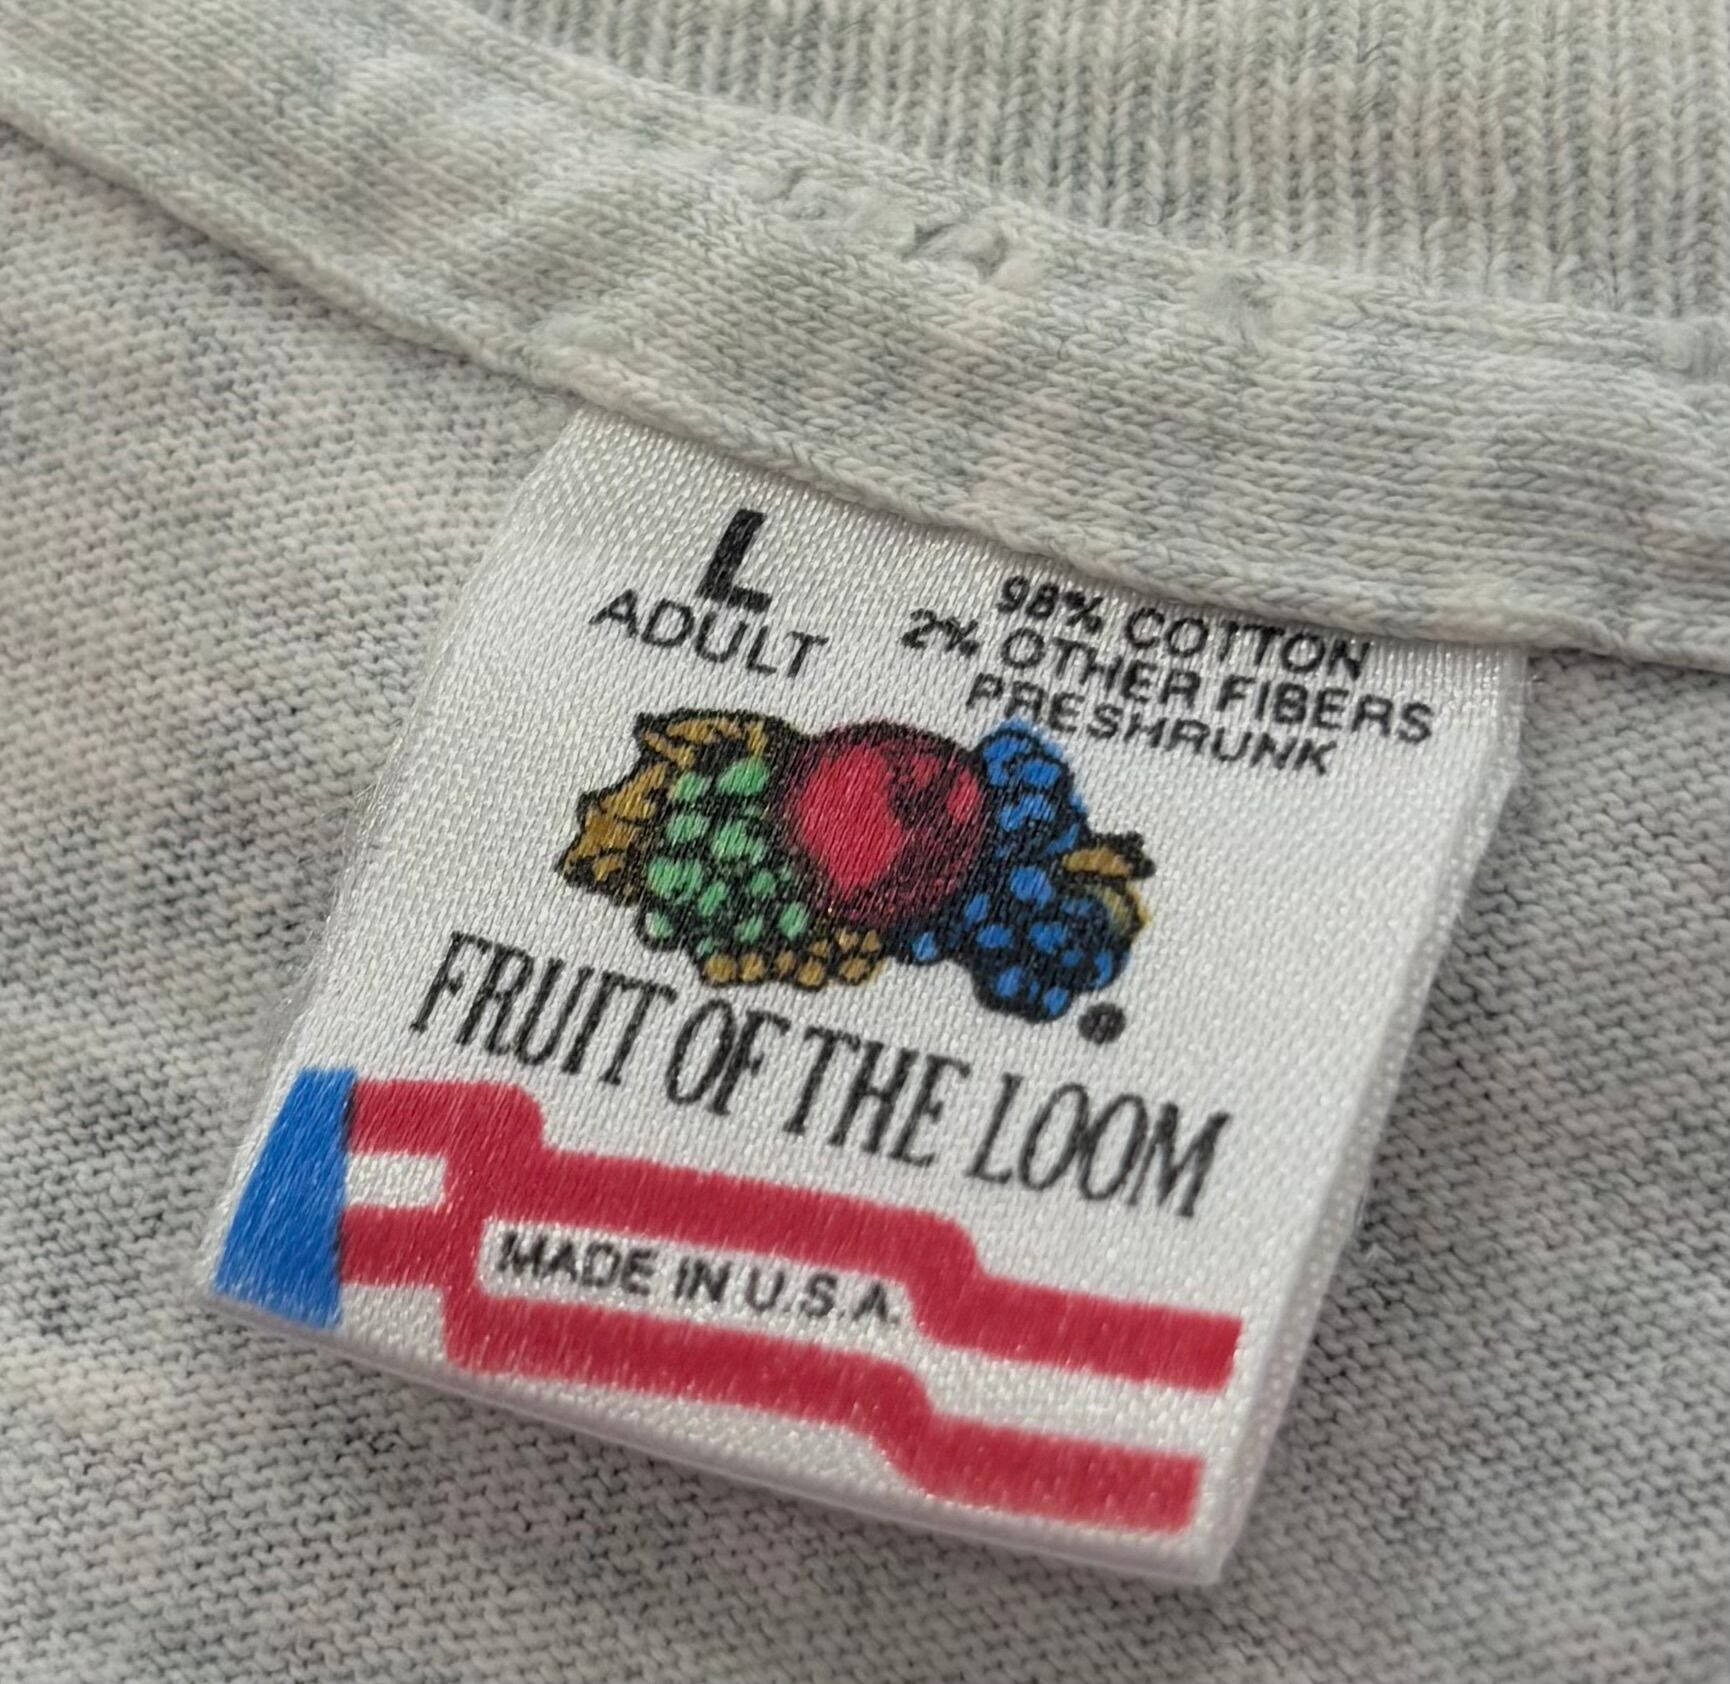 L
ADULT
98% COTTON
2% OTHER FIBERS
PRESHRUNK
FRUIT OF THE LOOM
MADE IN U.S.A.